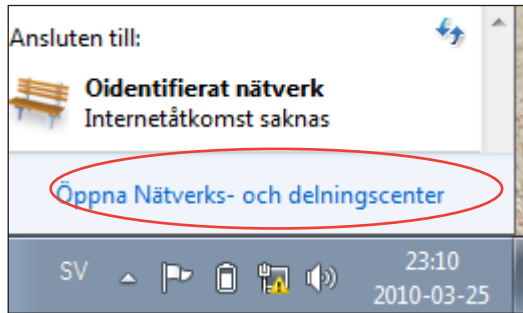 Ansluten till:
Oidentifierat nätverk
Internetåtkomst saknas
Öppna Nätverks- och delningscenter
SV
23:10
2010-03-25